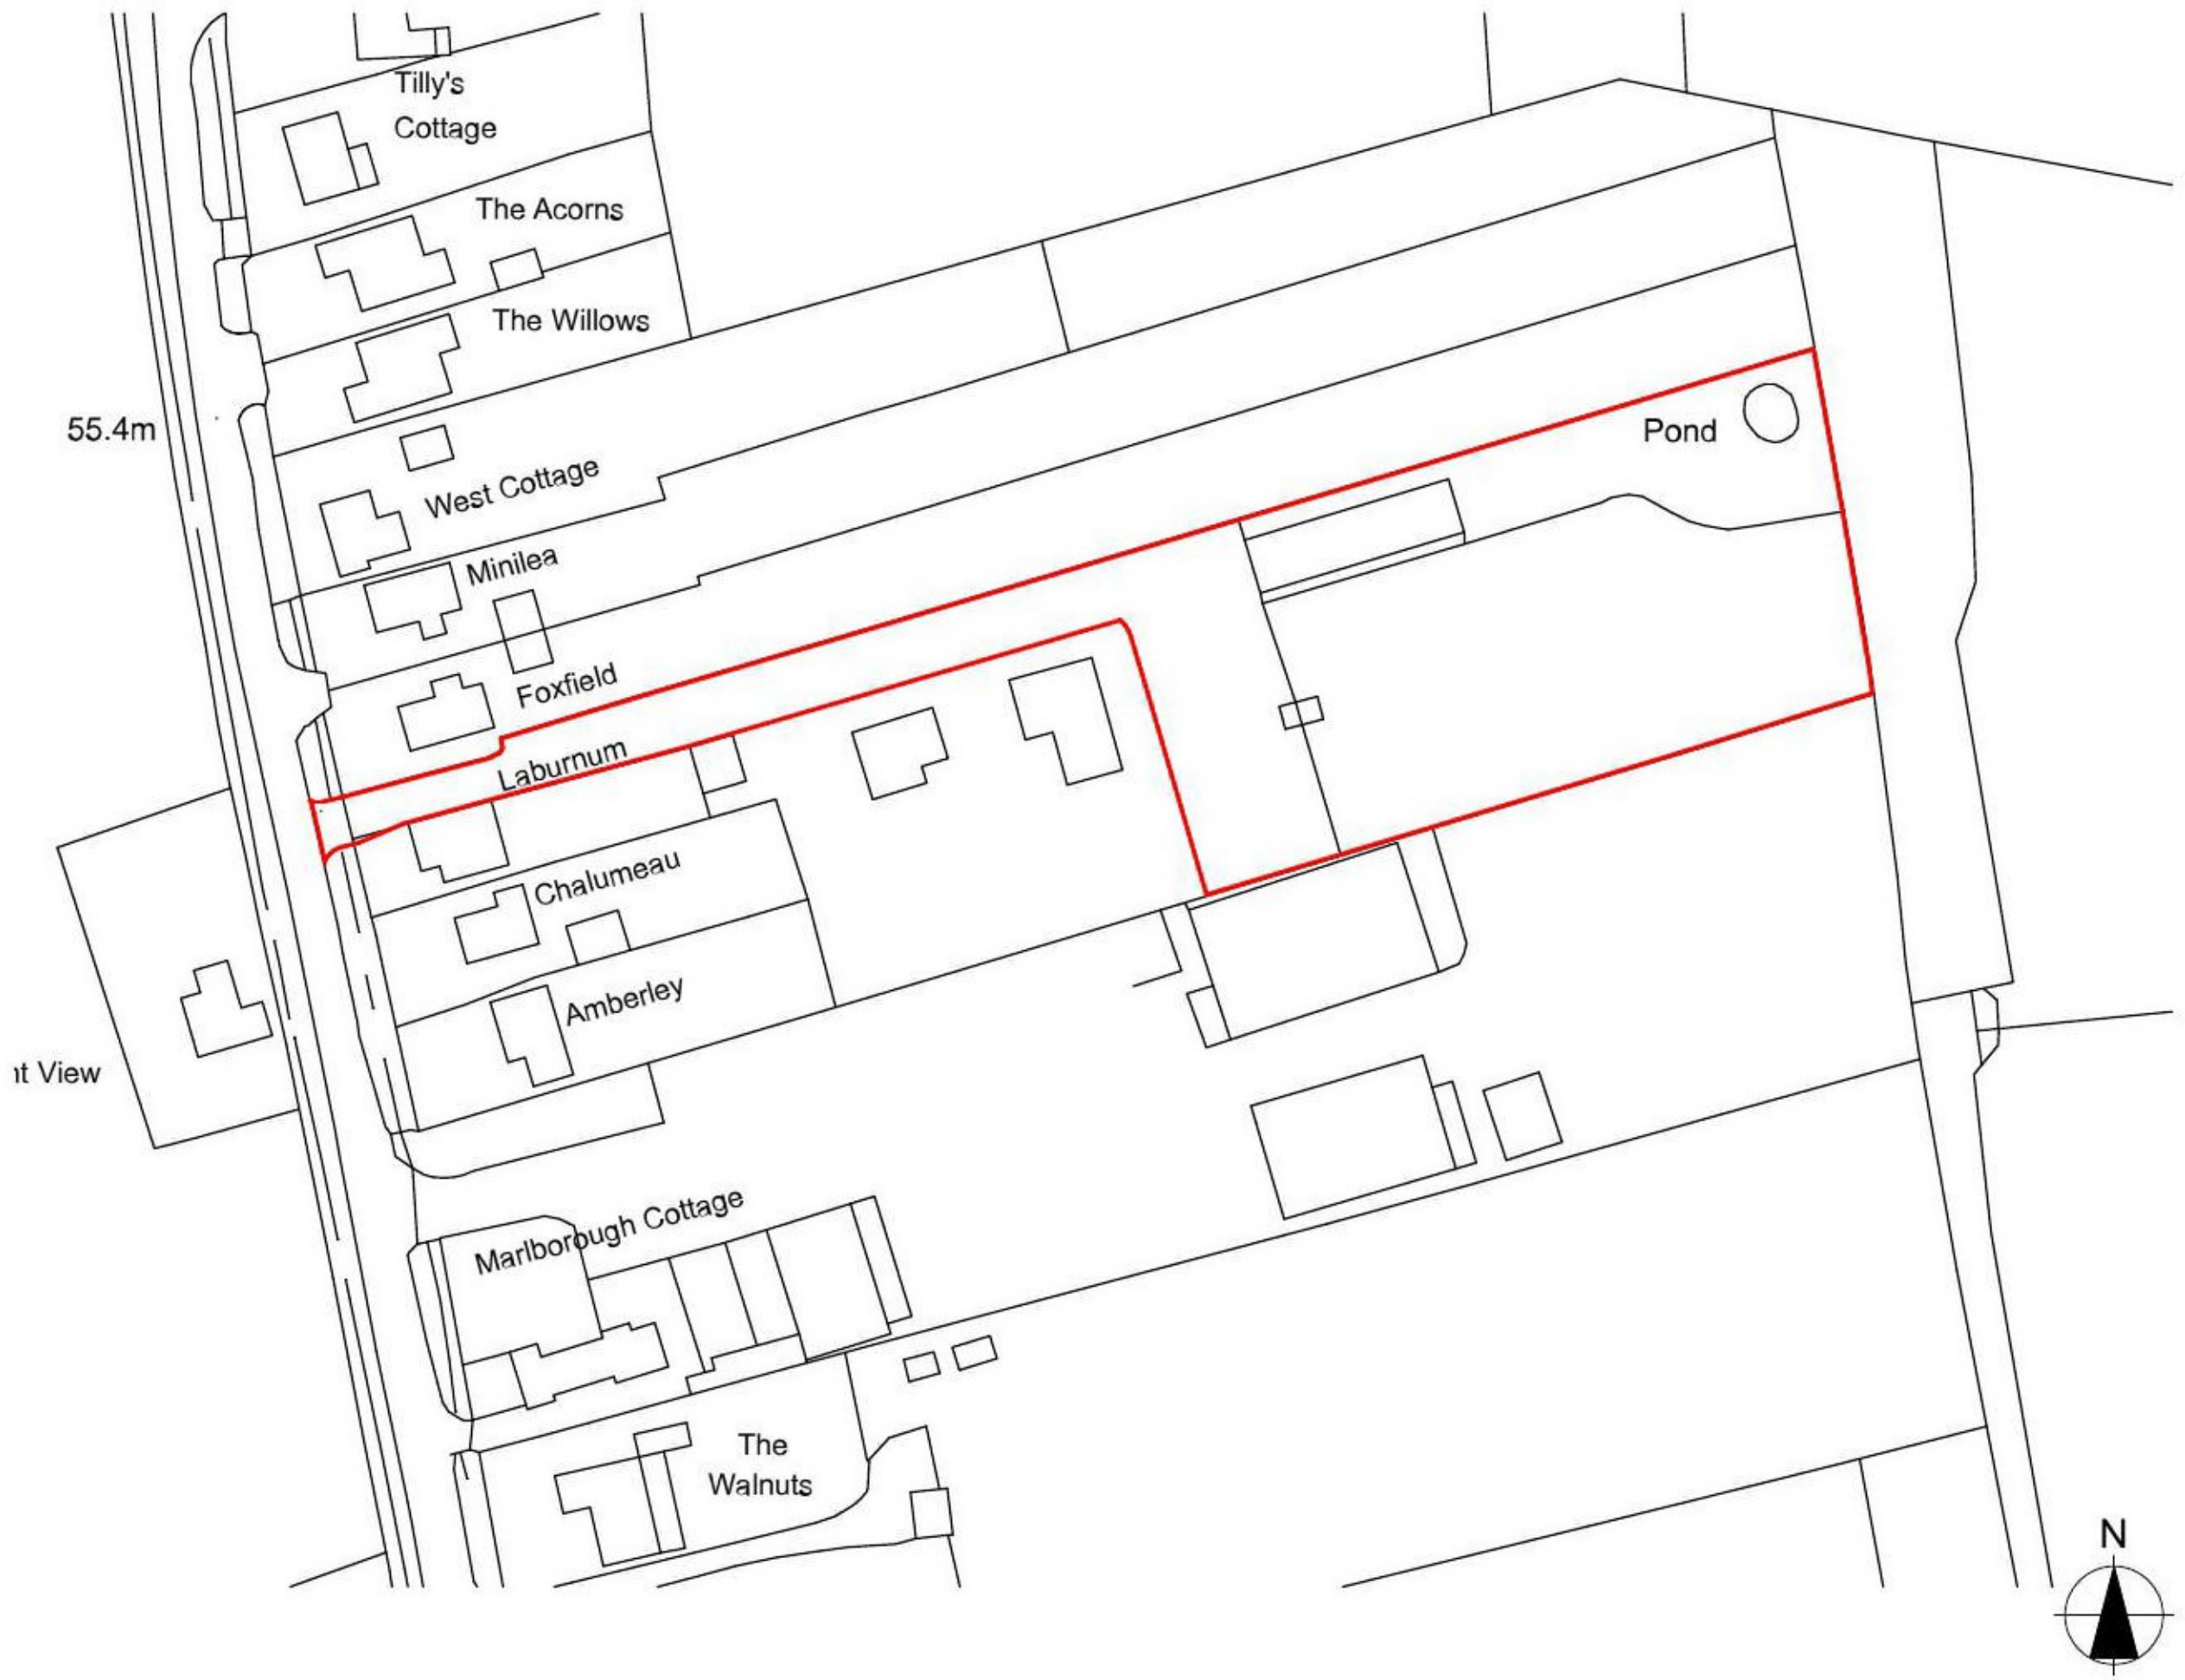 Tilly's
Cottage
The Acorns
The Willows
55.4m
Pond
West Cottage
Minilea
Foxfield
Laburnum
Chalumeau
Amberley
View
Marlborough Cottage
The
Walnuts
N